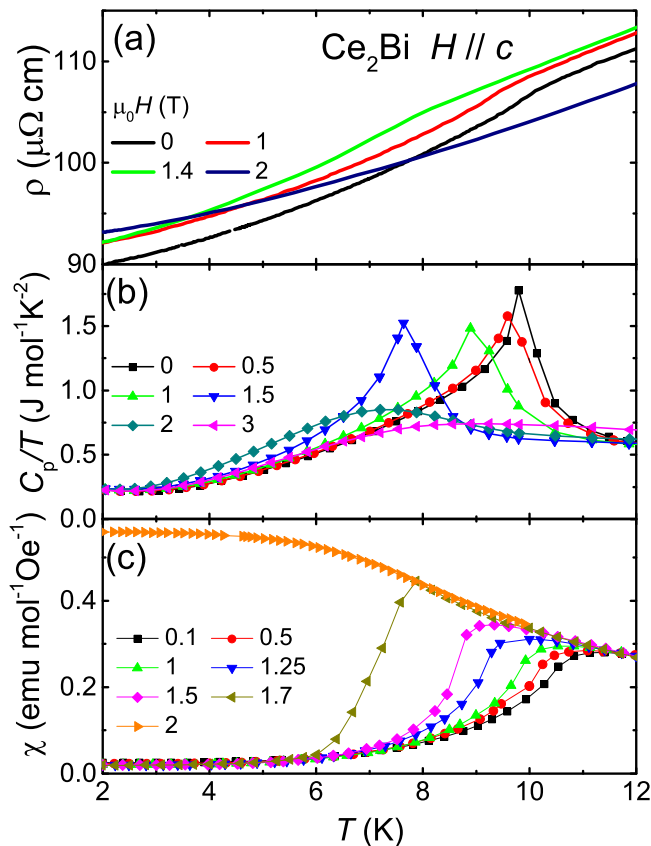 (a) Ce₂Bi H // c
μ₀H (T)
0 1
1.4 2
110
100
90
ρ (μΩ cm)
(b)
0 0.5
1 1.5
2 3
1.5
1.0
0.5
0.0
Cₚ/T (J mol⁻¹K⁻²)
(c)
0.1 0.5
1 1.25
1.5 1.7
2
0.4
0.2
0.0
χ (emu mol⁻¹Oe⁻¹)
2 4 6 8 10 12
T (K)